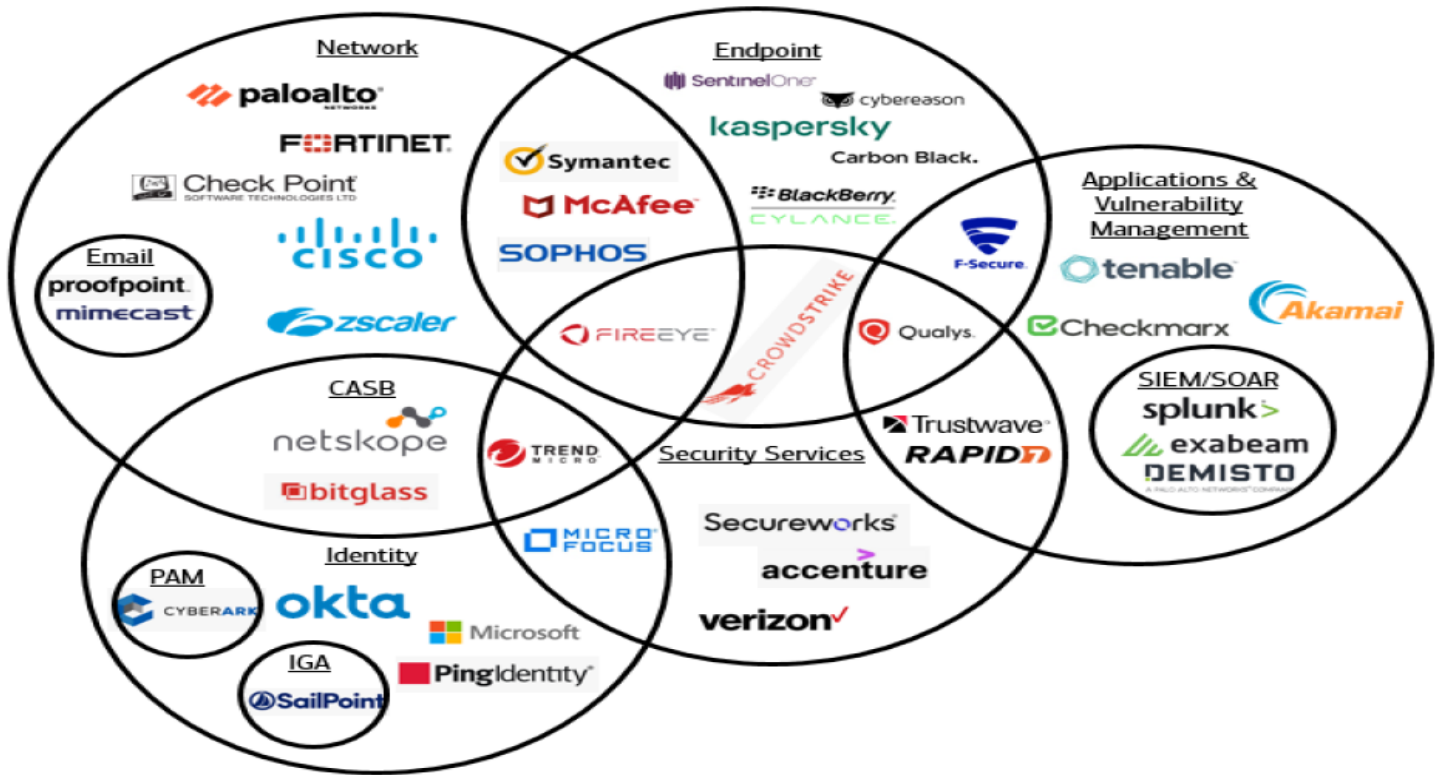 Network
paloalto
NETWORKS
FORTINET
Check Point
SOFTWARE TECHNOLOGIES LTD
CISCO
zscaler
Email
proofpoint
mimecast
Endpoint
SentinelOne
cybereason
kaspersky
Carbon Black.
BlackBerry
CYLANCE
Symantec
McAfee
SOPHOS
FIREEYE
CROWDSTRIKE
F-Secure
Qualys
Applications &
Vulnerability
Management
tenable
Akamai
Checkmarx
SIEM/SOAR
splunk>
exabeam
DEMISTO
A PALO ALTO NETWORKS COMPANY
Trustwave
RAPID7
CASB
netskope
bitglass
TREND
MICRO
Security Services
Secureworks
accenture
verizon
MICRO
FOCUS
Identity
PAM
CYBERARK
okta
Microsoft
PingIdentity
IGA
SailPoint